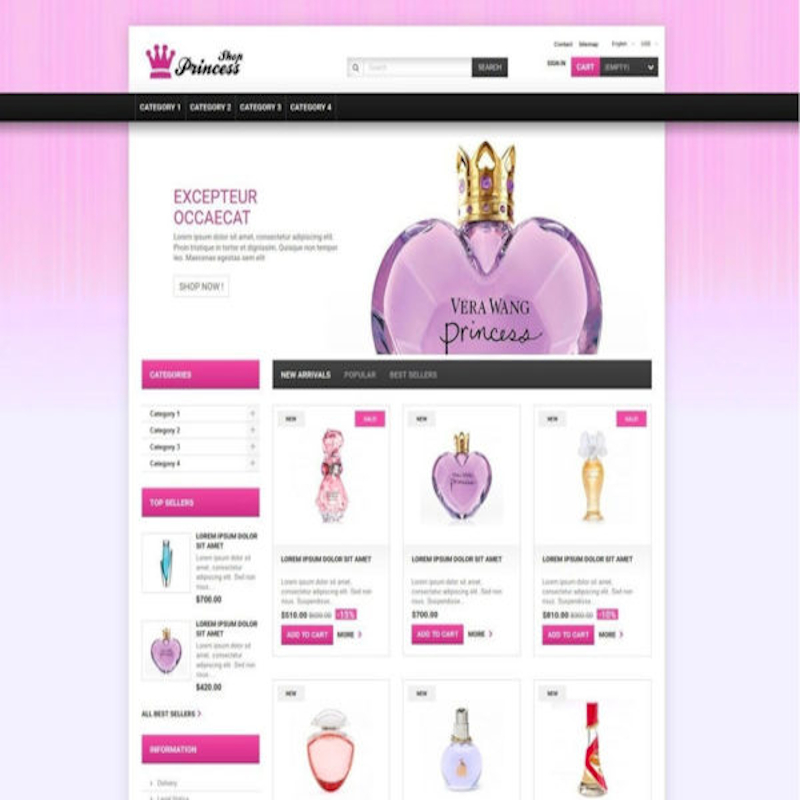 Contact Sitemap English USD
Shop
Princess
Search
SEARCH
SIGN IN
CART (EMPTY)
CATEGORY 1 CATEGORY 2 CATEGORY 3 CATEGORY 4
EXCEPTEUR
OCCAECAT
Lorem ipsum dolor sit amet, consectetur adipiscing elit.
Proin tristique in tortor et dignissim. Quisque non tempor
leo. Maecenas egestas sem elit
SHOP NOW !
VERA WANG
princess
CATEGORIES
Category 1
Category 2
Category 3
Category 4
TOP SELLERS
LOREM IPSUM DOLOR
SIT AMET
Lorem ipsum dolor sit
amet, consectetur
adipiscing elit. Sed non
risus....
$700.00
LOREM IPSUM DOLOR
SIT AMET
Lorem ipsum dolor sit
amet, consectetur
adipiscing elit. Sed non
risus....
$420.00
ALL BEST SELLERS
INFORMATION
Delivery
Legal Notice
NEW ARRIVALS POPULAR BEST SELLERS
NEW SALE!
LOREM IPSUM DOLOR SIT AMET
Lorem ipsum dolor sit amet,
consectetur adipiscing elit. Sed non
risus. Suspendisse...
$510.00 $600.00 -15%
ADD TO CART MORE
NEW
princess
LOREM IPSUM DOLOR SIT AMET
Lorem ipsum dolor sit amet,
consectetur adipiscing elit. Sed non
risus. Suspendisse...
$700.00
ADD TO CART MORE
NEW SALE!
LOREM IPSUM DOLOR SIT AMET
Lorem ipsum dolor sit amet,
consectetur adipiscing elit. Sed non
risus. Suspendisse...
$810.00 $900.00 -10%
ADD TO CART MORE
NEW
NEW
NEW